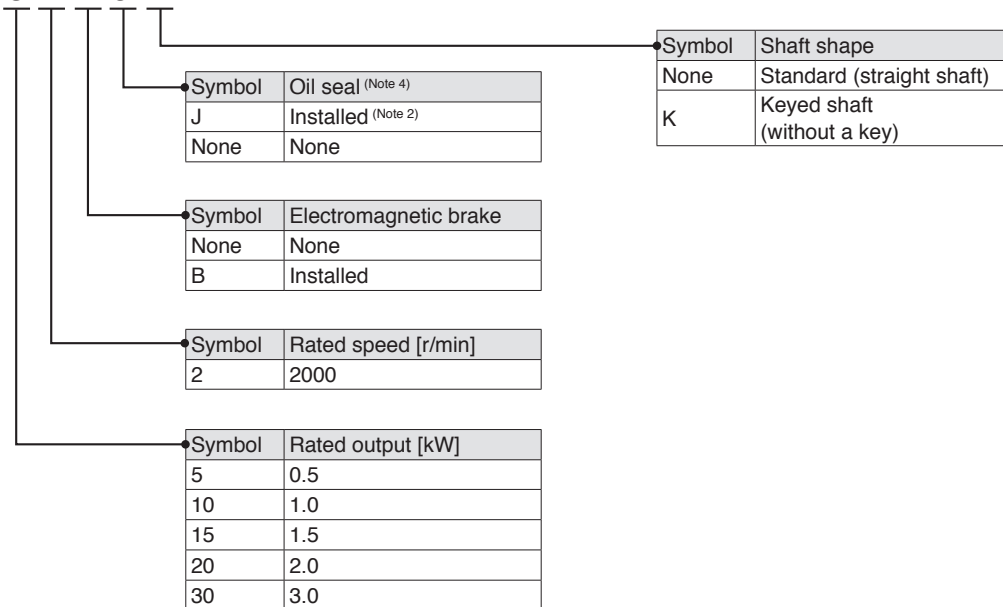 Symbol Shaft shape
None Standard (straight shaft)
K Keyed shaft
(without a key)
Symbol Oil seal (Note 4)
J Installed (Note 2)
None None
Symbol Electromagnetic brake
None None
B Installed
Symbol Rated speed [r/min]
2 2000
Symbol Rated output [kW]
5 0.5
10 1.0
15 1.5
20 2.0
30 3.0